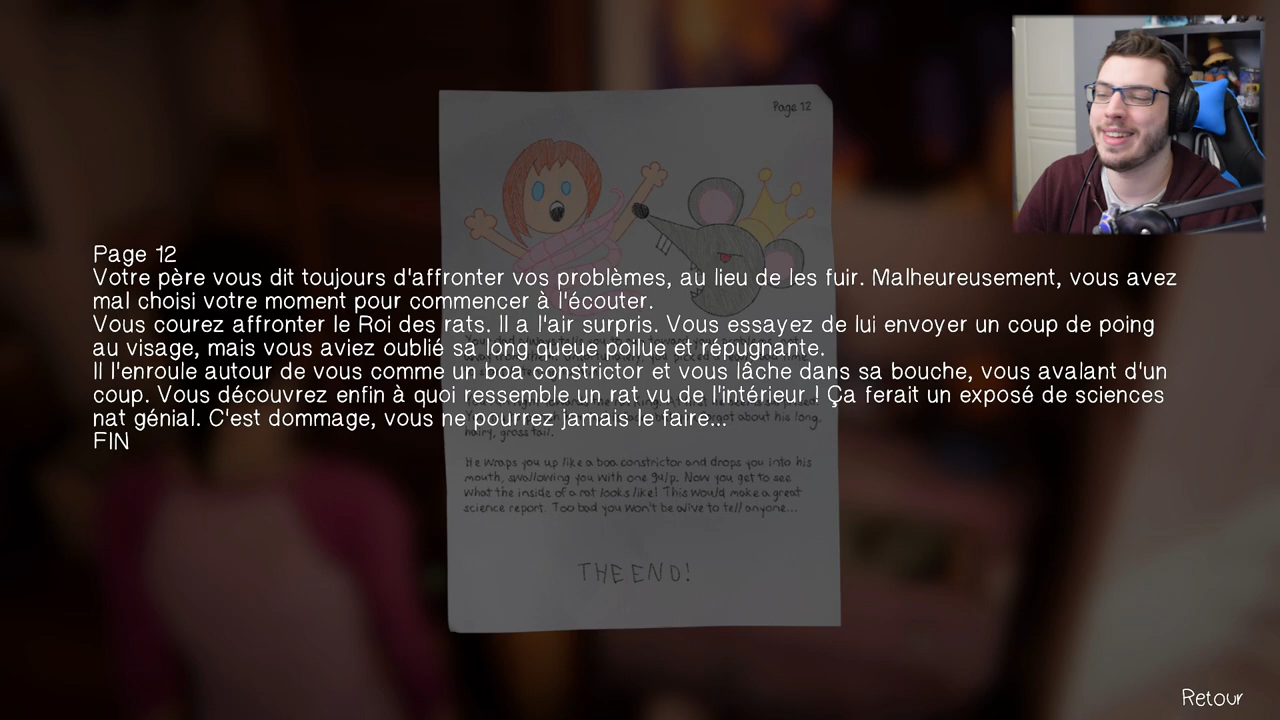 Page 12
Page 12
Votre père vous dit toujours d'affronter vos problèmes, au lieu de les fuir. Malheureusement, vous avez
mal choisi votre moment pour commencer à l'écouter.
Vous courez affronter le Roi des rats. Il a l'air surpris. Vous essayez de lui envoyer un coup de poing
au visage, mais vous aviez oublié sa long queue poilue et répugnante.
Il l'enroule autour de vous comme un boa constrictor et vous lâche dans sa bouche, vous avalant d'un
coup. Vous découvrez enfin à quoi ressemble un rat vu de l'intérieur ! Ça ferait un exposé de sciences
nat génial. C'est dommage, vous ne pourrez jamais le faire...
FIN
hairy, gross tail.
He wraps you up like a boa constrictor and drops you into his
mouth, swallowing you with one gulp. Now you get to see
what the inside of a rat looks like! This would make a great
science report. Too bad you won't be alive to tell anyone...
THE END!
Retour